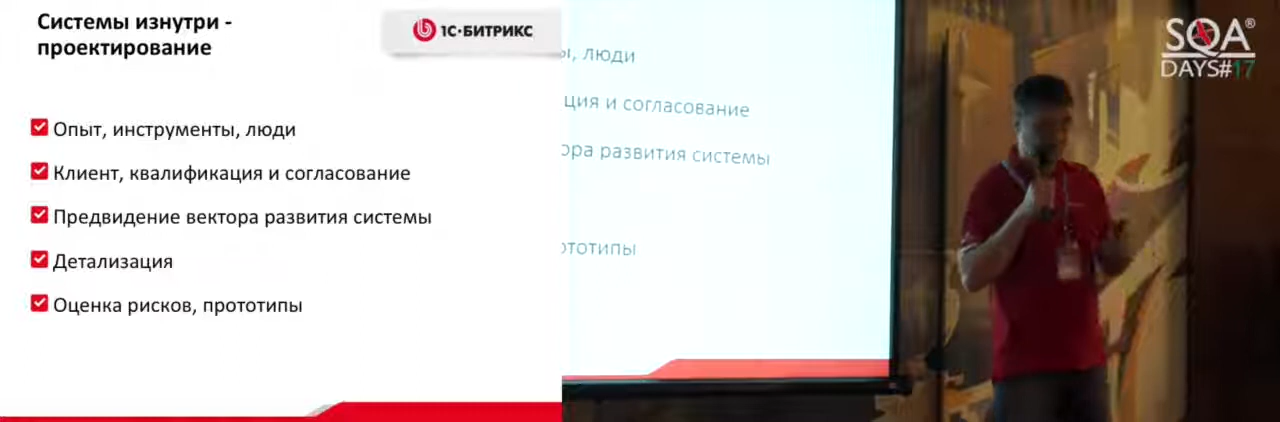 Системы изнутри -
проектирование
1С·БИТРИКС
Опыт, инструменты, люди
Клиент, квалификация и согласование
Предвидение вектора развития системы
Детализация
Оценка рисков, прототипы
ы, люди
ция и согласование
ора развития системы
ототипы
SQA®
DAYS#17